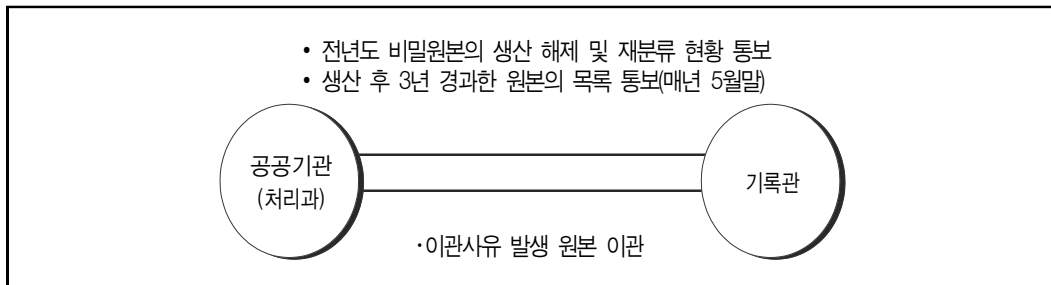 • 전년도 비밀원본의 생산 해제 및 재분류 현황 통보
• 생산 후 3년 경과한 원본의 목록 통보(매년 5월말)
공공기관
(처리과)
기록관
·이관사유 발생 원본 이관